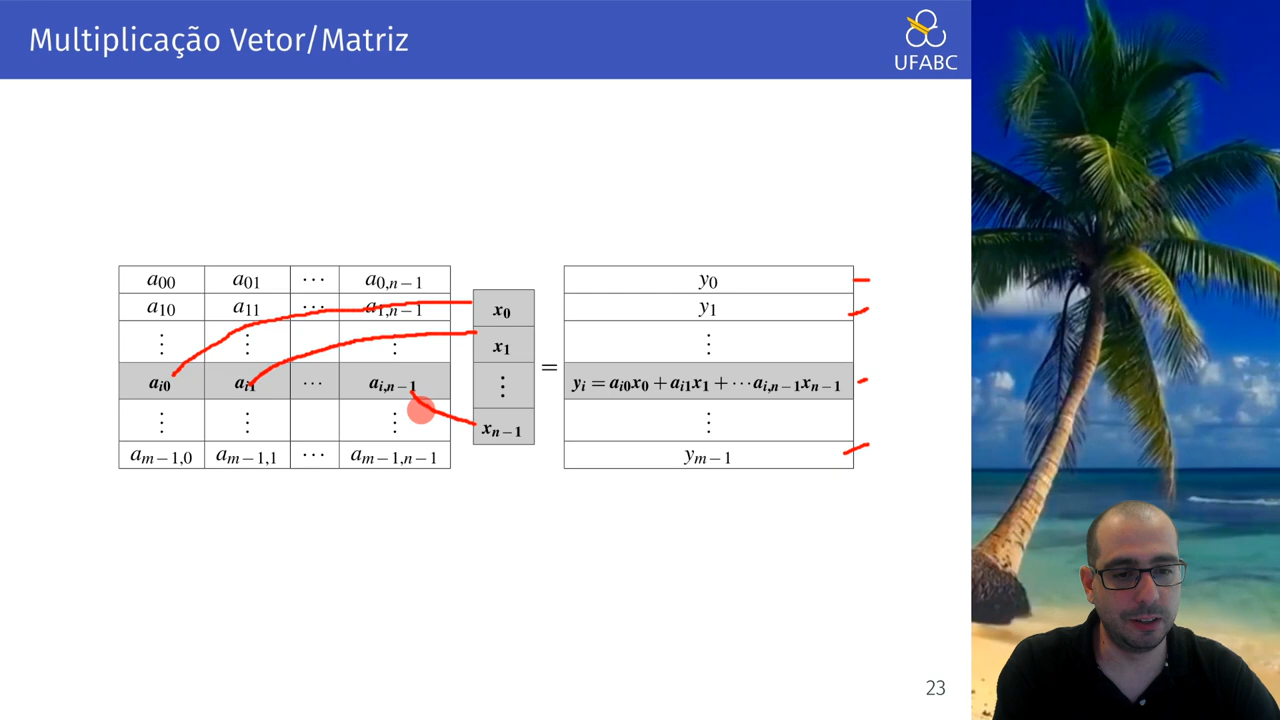 Multiplicação Vetor/Matriz
UFABC
a₀₀ a₀₁ ⋯ a₀,ₙ₋₁
a₁₀ a₁₁ ⋯ a₁,ₙ₋₁
⋮ ⋮ ⋮
aᵢ₀ aᵢ₁ ⋯ aᵢ,ₙ₋₁
⋮ ⋮ ⋮
aₘ₋₁,₀ aₘ₋₁,₁ ⋯ aₘ₋₁,ₙ₋₁
x₀
x₁
⋮
xₙ₋₁
=
y₀
y₁
⋮
yᵢ = aᵢ₀x₀ + aᵢ₁x₁ + ⋯aᵢ,ₙ₋₁xₙ₋₁
⋮
yₘ₋₁
23